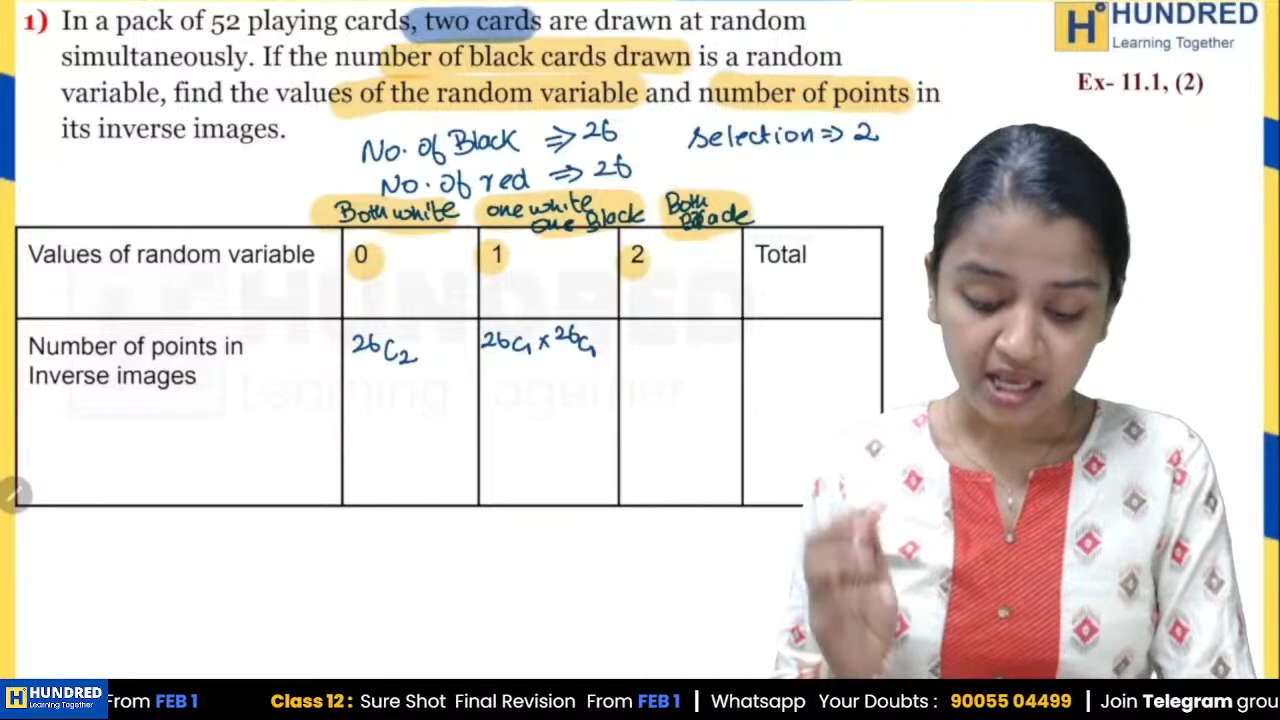 1) In a pack of 52 playing cards, two cards are drawn at random
simultaneously. If the number of black cards drawn is a random
variable, find the values of the random variable and number of points in
its inverse images.
HUNDRED
Learning Together
Ex- 11.1, (2)
No. of Black ⇒ 26
selection ⇒ 2
No. of red ⇒ 26
Both white
one white
one Black
Both
Black
Values of random variable 0 1 2 Total
Number of points in
Inverse images
26C2 26C1 x 26C1
HUNDRED
Learning Together
HUNDRED
Learning Together
From FEB 1 Class 12 : Sure Shot Final Revision From FEB 1 | Whatsapp Your Doubts : 90055 04499 | Join Telegram grou